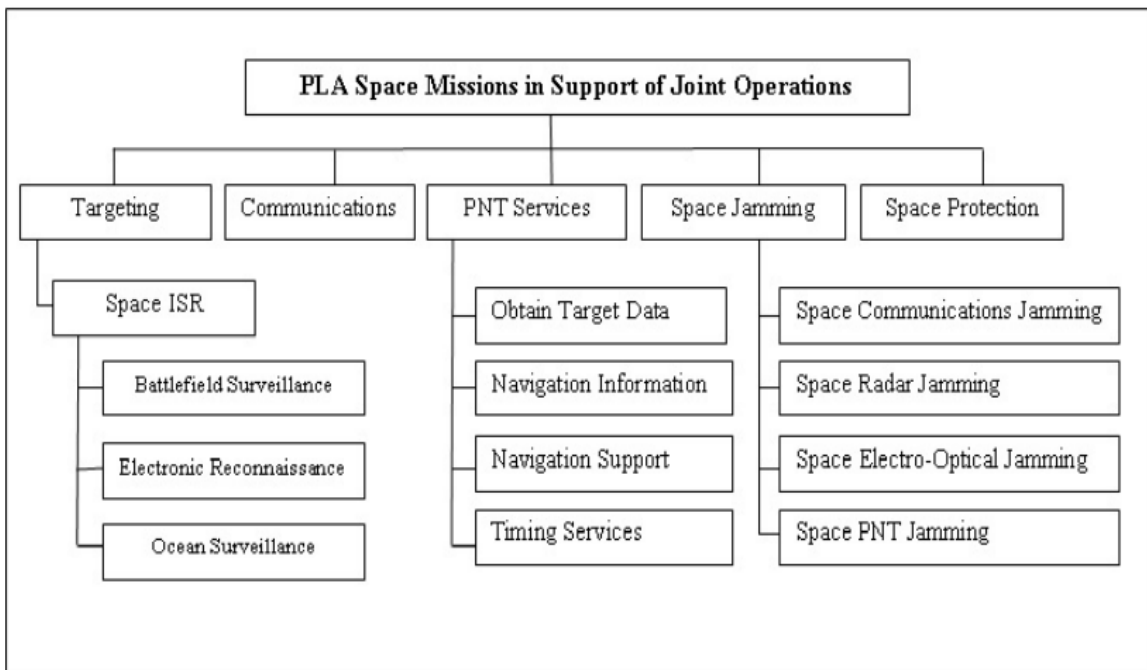 PLA Space Missions in Support of Joint Operations
Targeting
Communications
PNT Services
Space Jamming
Space Protection
Space ISR
Battlefield Surveillance
Electronic Reconnaissance
Ocean Surveillance
Obtain Target Data
Navigation Information
Navigation Support
Timing Services
Space Communications Jamming
Space Radar Jamming
Space Electro-Optical Jamming
Space PNT Jamming